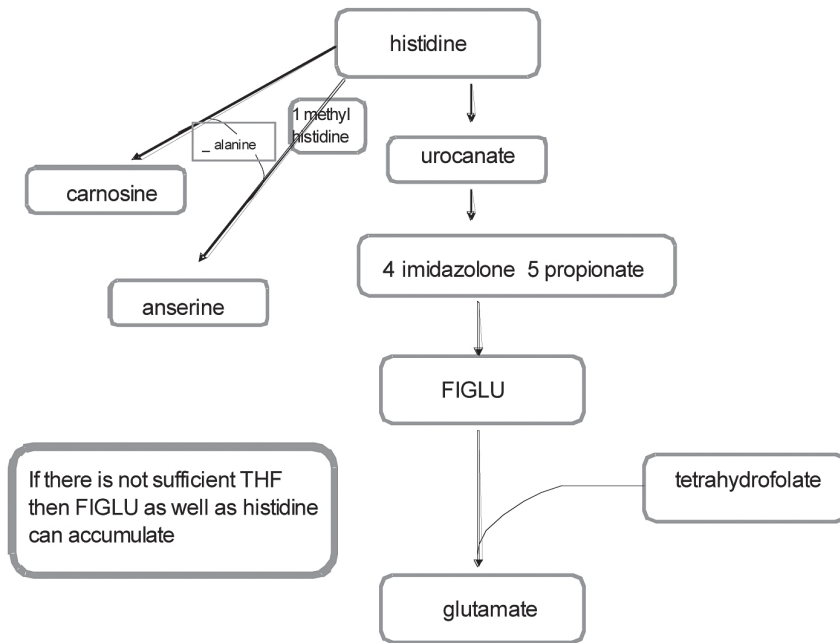 histidine
1 methyl
histidine
_ alanine
urocanate
carnosine
4 imidazolone 5 propionate
anserine
FIGLU
If there is not sufficient THF
then FIGLU as well as histidine
can accumulate
tetrahydrofolate
glutamate